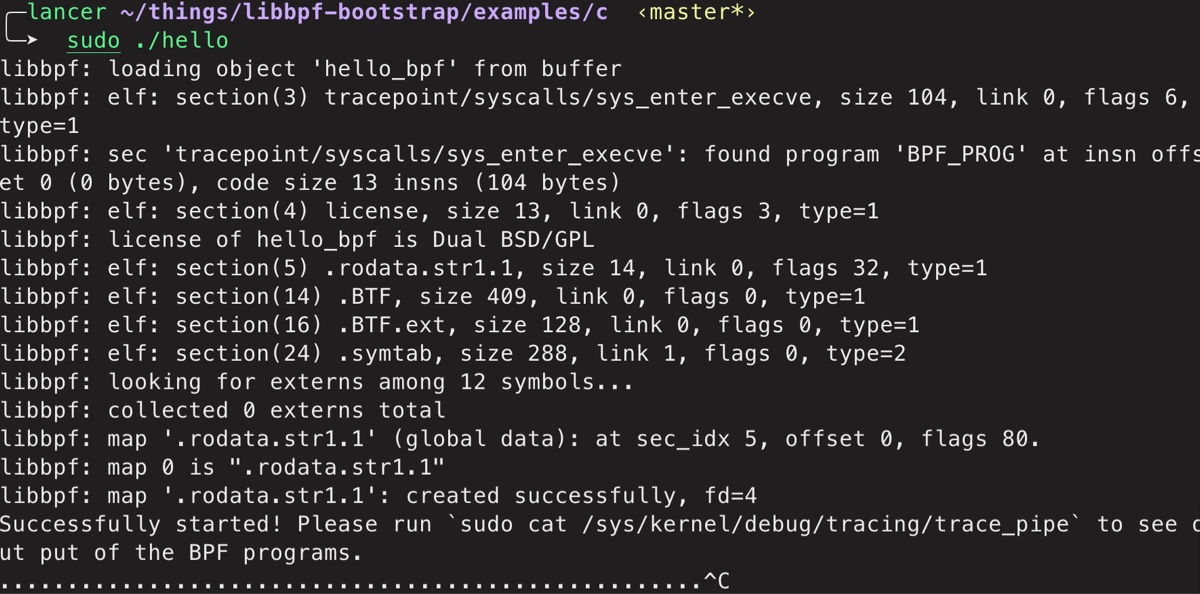 ╭─lancer ~/things/libbpf-bootstrap/examples/c  ‹master*›
╰─➤  sudo ./hello
libbpf: loading object 'hello_bpf' from buffer
libbpf: elf: section(3) tracepoint/syscalls/sys_enter_execve, size 104, link 0, flags 6,
type=1
libbpf: sec 'tracepoint/syscalls/sys_enter_execve': found program 'BPF_PROG' at insn offs
et 0 (0 bytes), code size 13 insns (104 bytes)
libbpf: elf: section(4) license, size 13, link 0, flags 3, type=1
libbpf: license of hello_bpf is Dual BSD/GPL
libbpf: elf: section(5) .rodata.str1.1, size 14, link 0, flags 32, type=1
libbpf: elf: section(14) .BTF, size 409, link 0, flags 0, type=1
libbpf: elf: section(16) .BTF.ext, size 128, link 0, flags 0, type=1
libbpf: elf: section(24) .symtab, size 288, link 1, flags 0, type=2
libbpf: looking for externs among 12 symbols...
libbpf: collected 0 externs total
libbpf: map '.rodata.str1.1' (global data): at sec_idx 5, offset 0, flags 80.
libbpf: map 0 is ".rodata.str1.1"
libbpf: map '.rodata.str1.1': created successfully, fd=4
Successfully started! Please run `sudo cat /sys/kernel/debug/tracing/trace_pipe` to see o
ut put of the BPF programs.
....................................................^C